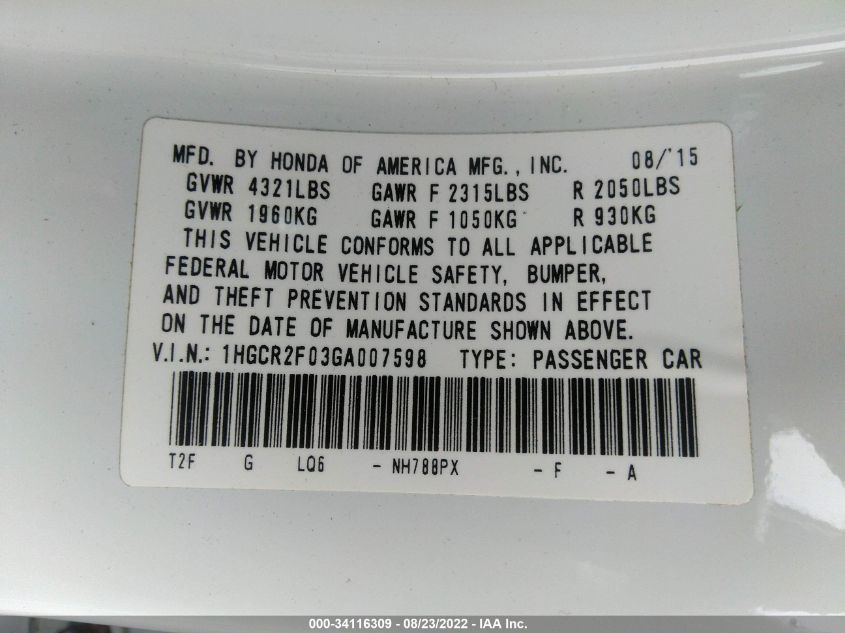 MFD. BY HONDA OF AMERICA MFG., INC. 08/'15
GVWR 4321LBS GAWR F 2315LBS R 2050LBS
GVWR 1960KG GAWR F 1050KG R 930KG
THIS VEHICLE CONFORMS TO ALL APPLICABLE
FEDERAL MOTOR VEHICLE SAFETY, BUMPER,
AND THEFT PREVENTION STANDARDS IN EFFECT
ON THE DATE OF MANUFACTURE SHOWN ABOVE.
V.I.N.: 1HGCR2F03GA007598 TYPE: PASSENGER CAR
T2F G LQ6 - NH788PX - F - A
000-34116309 - 08/23/2022 - IAA Inc.